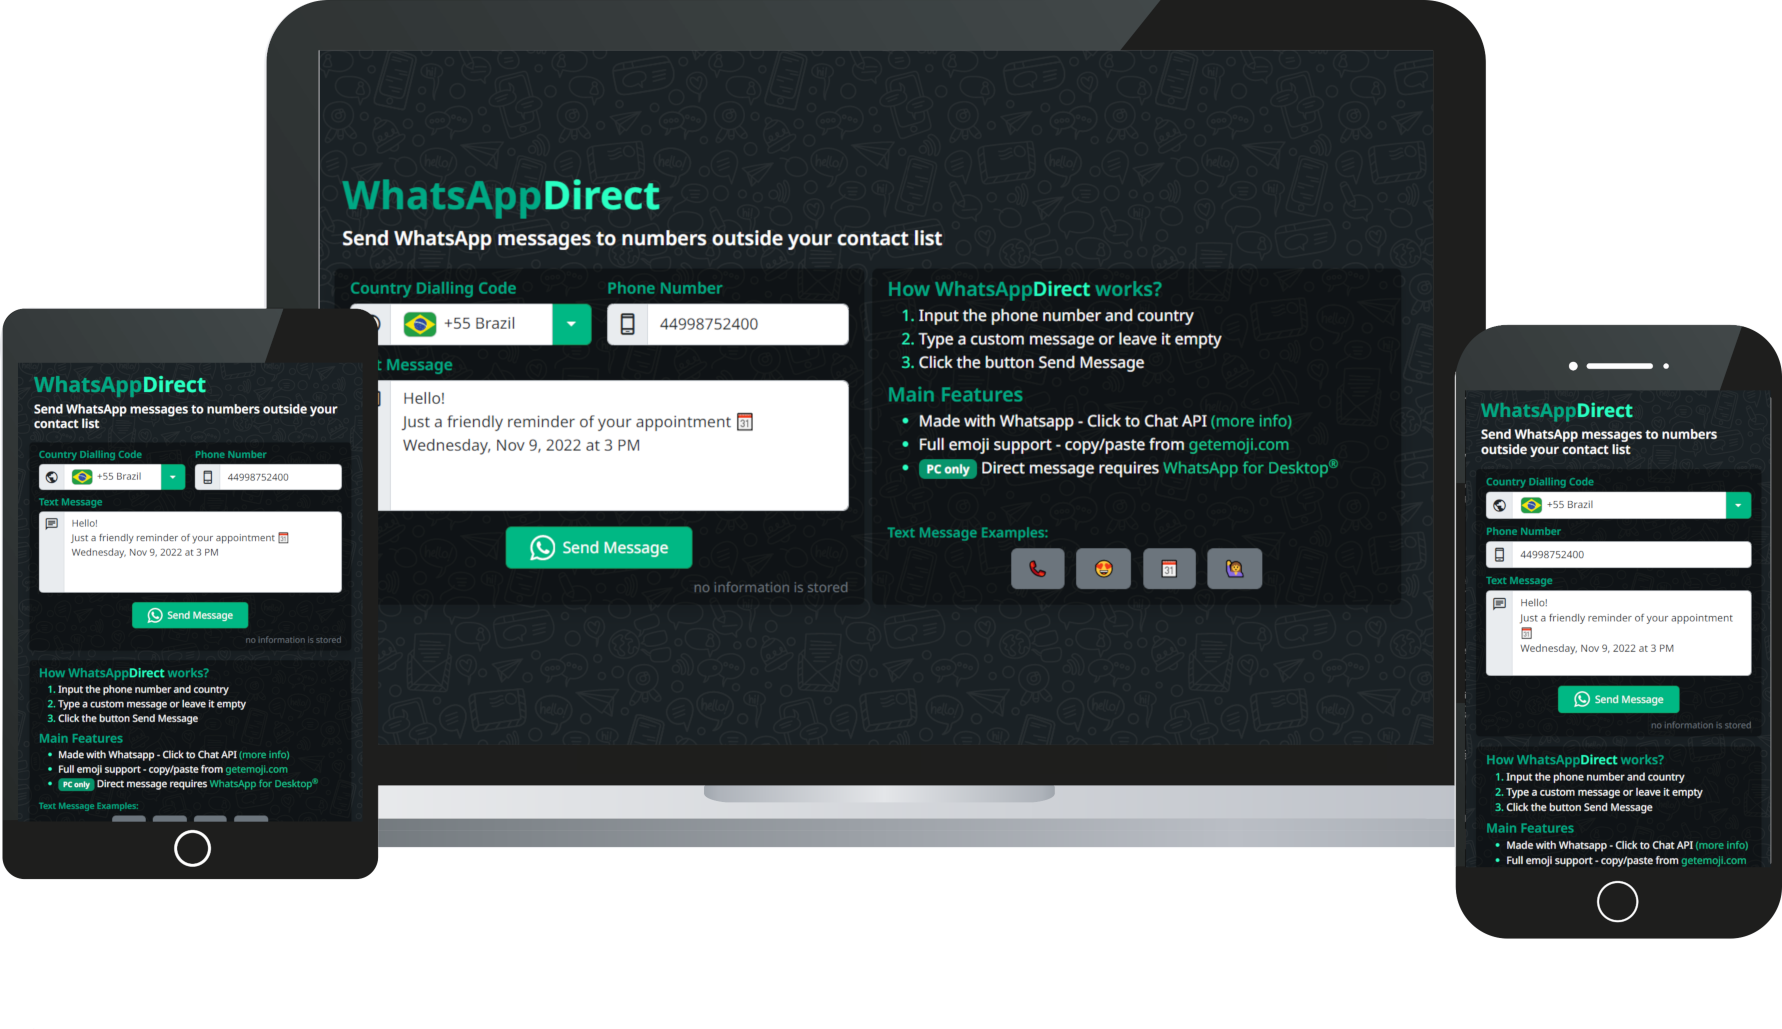 WhatsAppDirect
Send WhatsApp messages to numbers outside your contact list
Country Dialling Code
Phone Number
+55 Brazil
44998752400
t Message
Hello!
Just a friendly reminder of your appointment 📅
Wednesday, Nov 9, 2022 at 3 PM
Send Message
no information is stored
How WhatsAppDirect works?
1. Input the phone number and country
2. Type a custom message or leave it empty
3. Click the button Send Message
Main Features
• Made with Whatsapp - Click to Chat API (more info)
• Full emoji support - copy/paste from getemoji.com
• PC only Direct message requires WhatsApp for Desktop®
Text Message Examples:
WhatsAppDirect
Send WhatsApp messages to numbers outside your
contact list
Country Dialling Code
Phone Number
+55 Brazil
44998752400
Text Message
Hello!
Just a friendly reminder of your appointment 📅
Wednesday, Nov 9, 2022 at 3 PM
Send Message
no information is stored
How WhatsAppDirect works?
1. Input the phone number and country
2. Type a custom message or leave it empty
3. Click the button Send Message
Main Features
• Made with Whatsapp - Click to Chat API (more info)
• Full emoji support - copy/paste from getemoji.com
• PC only Direct message requires WhatsApp for Desktop®
Text Message Examples:
WhatsAppDirect
Send WhatsApp messages to numbers
outside your contact list
Country Dialling Code
+55 Brazil
Phone Number
44998752400
Text Message
Hello!
Just a friendly reminder of your appointment
📅
Wednesday, Nov 9, 2022 at 3 PM
Send Message
no information is stored
How WhatsAppDirect works?
1. Input the phone number and country
2. Type a custom message or leave it empty
3. Click the button Send Message
Main Features
• Made with Whatsapp - Click to Chat API (more info)
• Full emoji support - copy/paste from getemoji.com